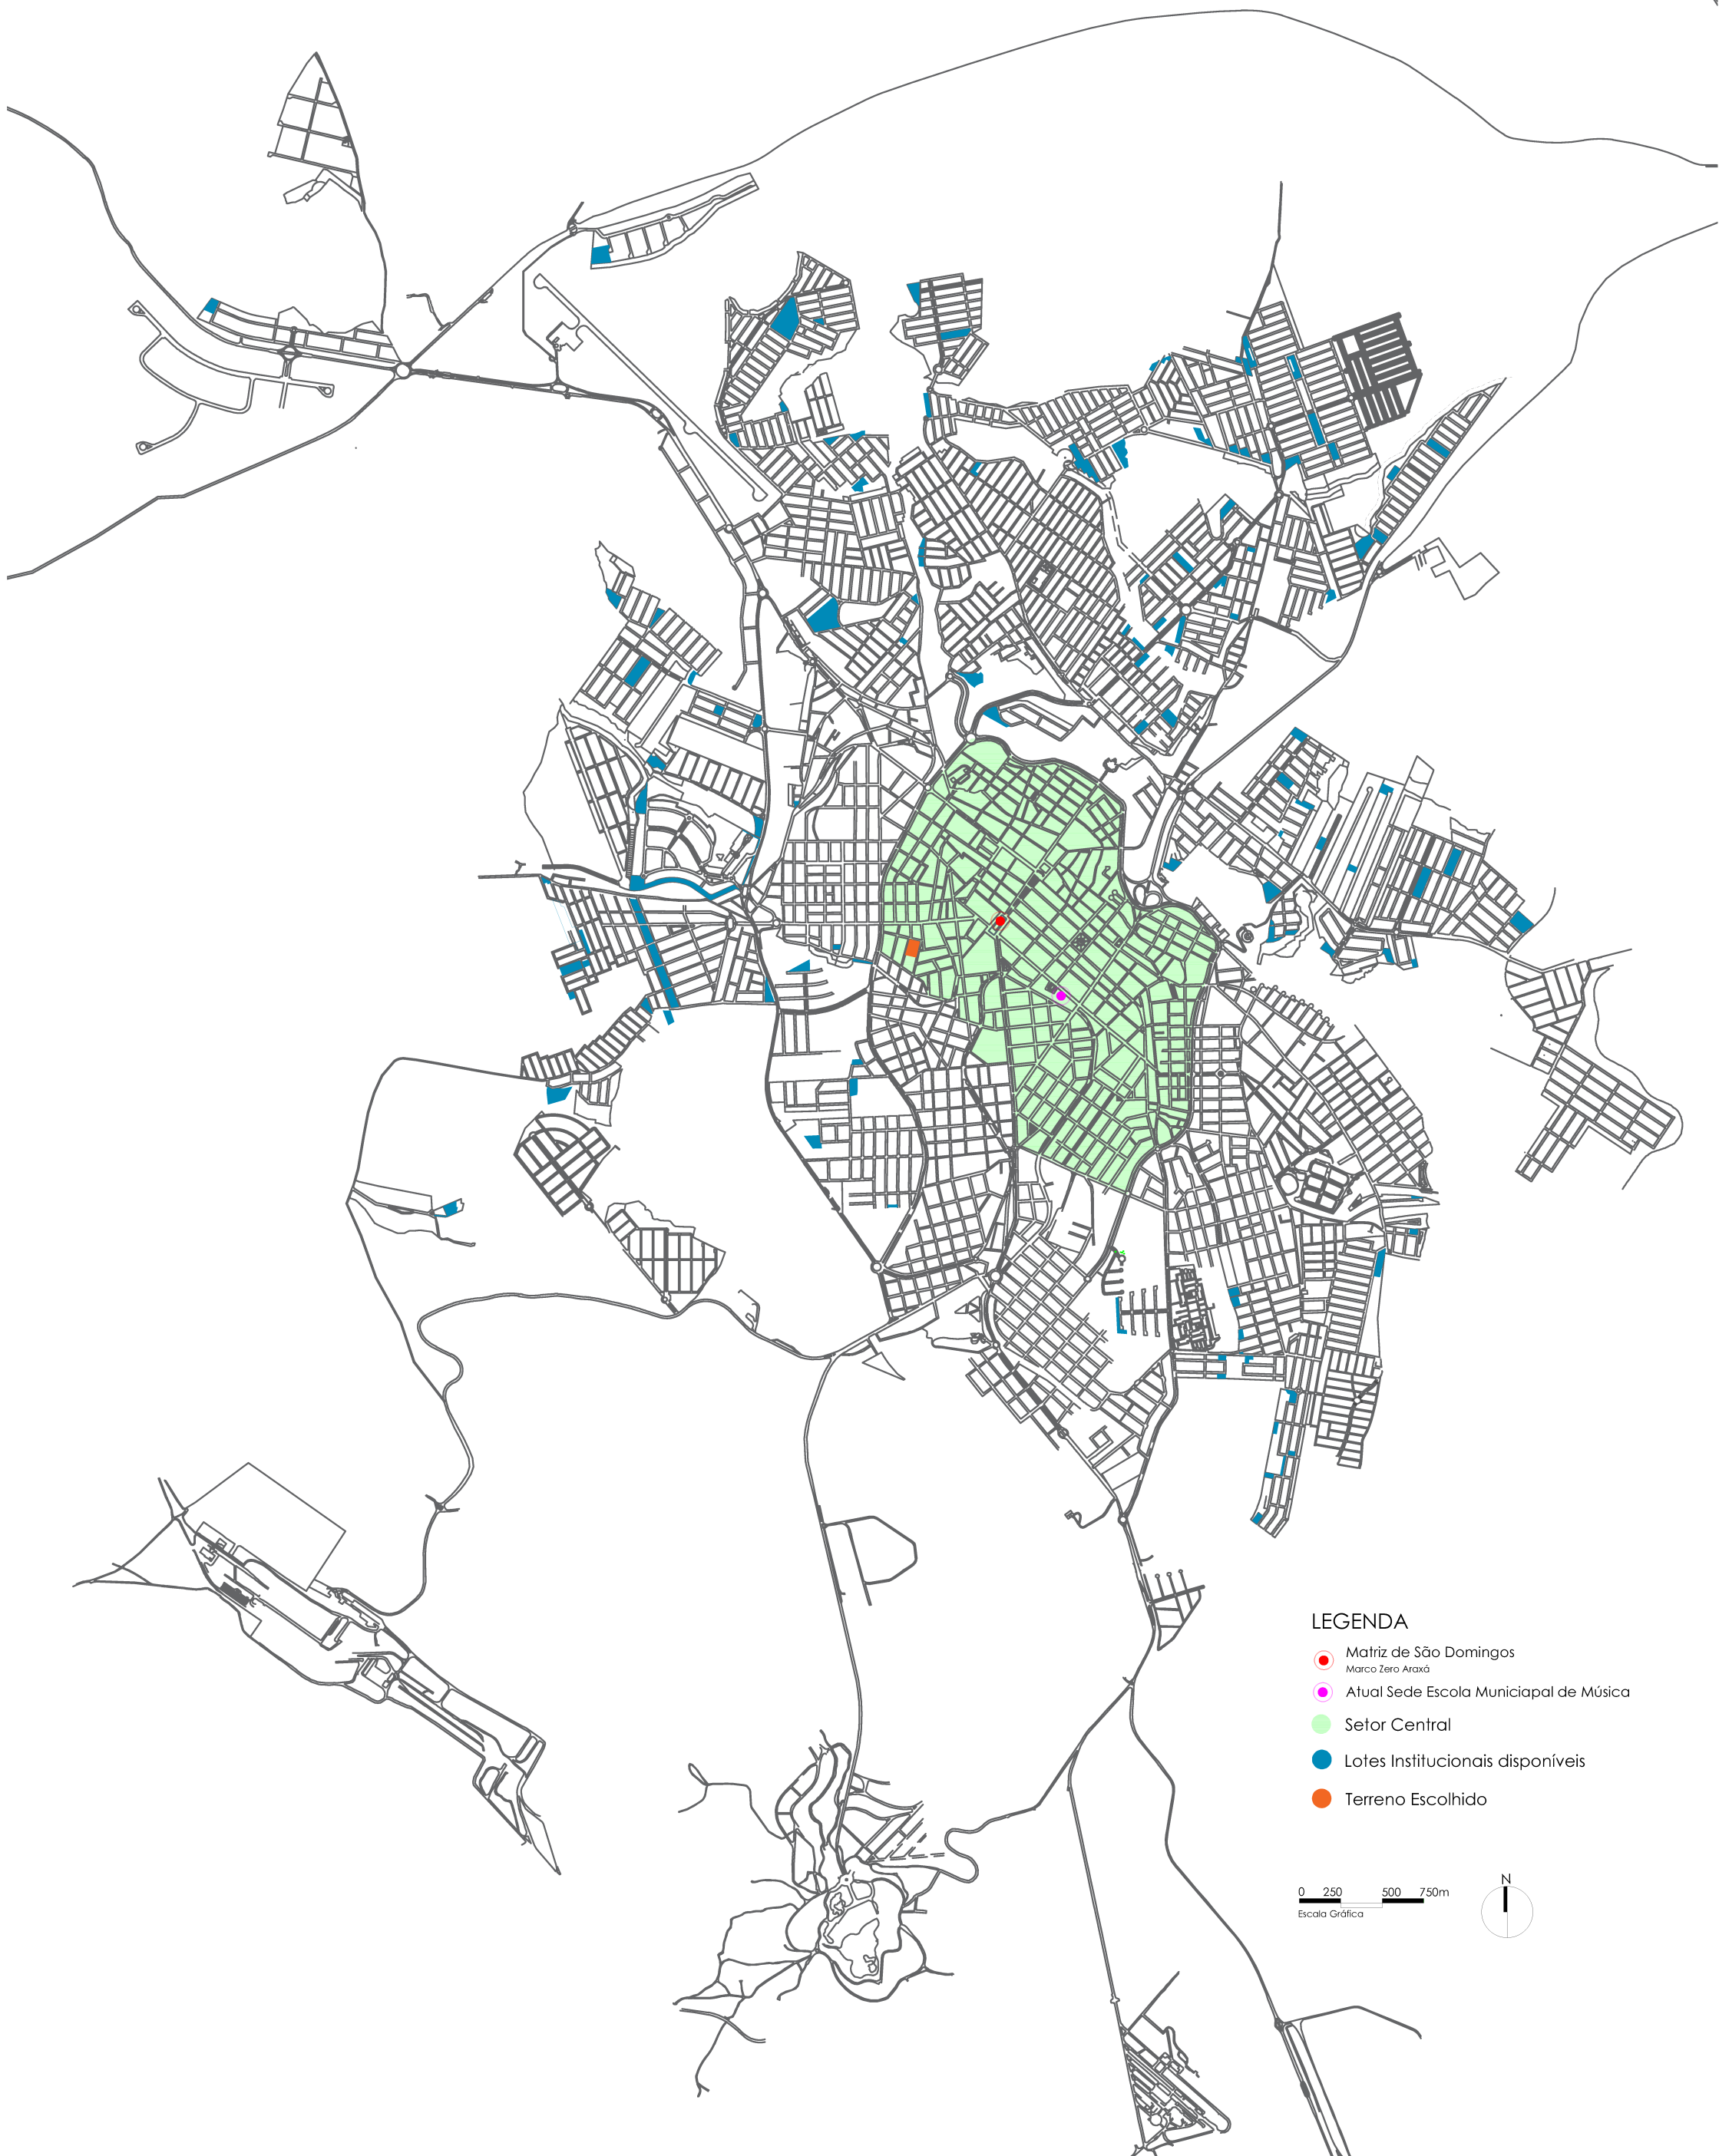 LEGENDA
Matriz de São Domingos
Marco Zero Araxá
Atual Sede Escola Municiapal de Música
Setor Central
Lotes Institucionais disponíveis
Terreno Escolhido
0 250 500 750m
Escala Gráfica
N